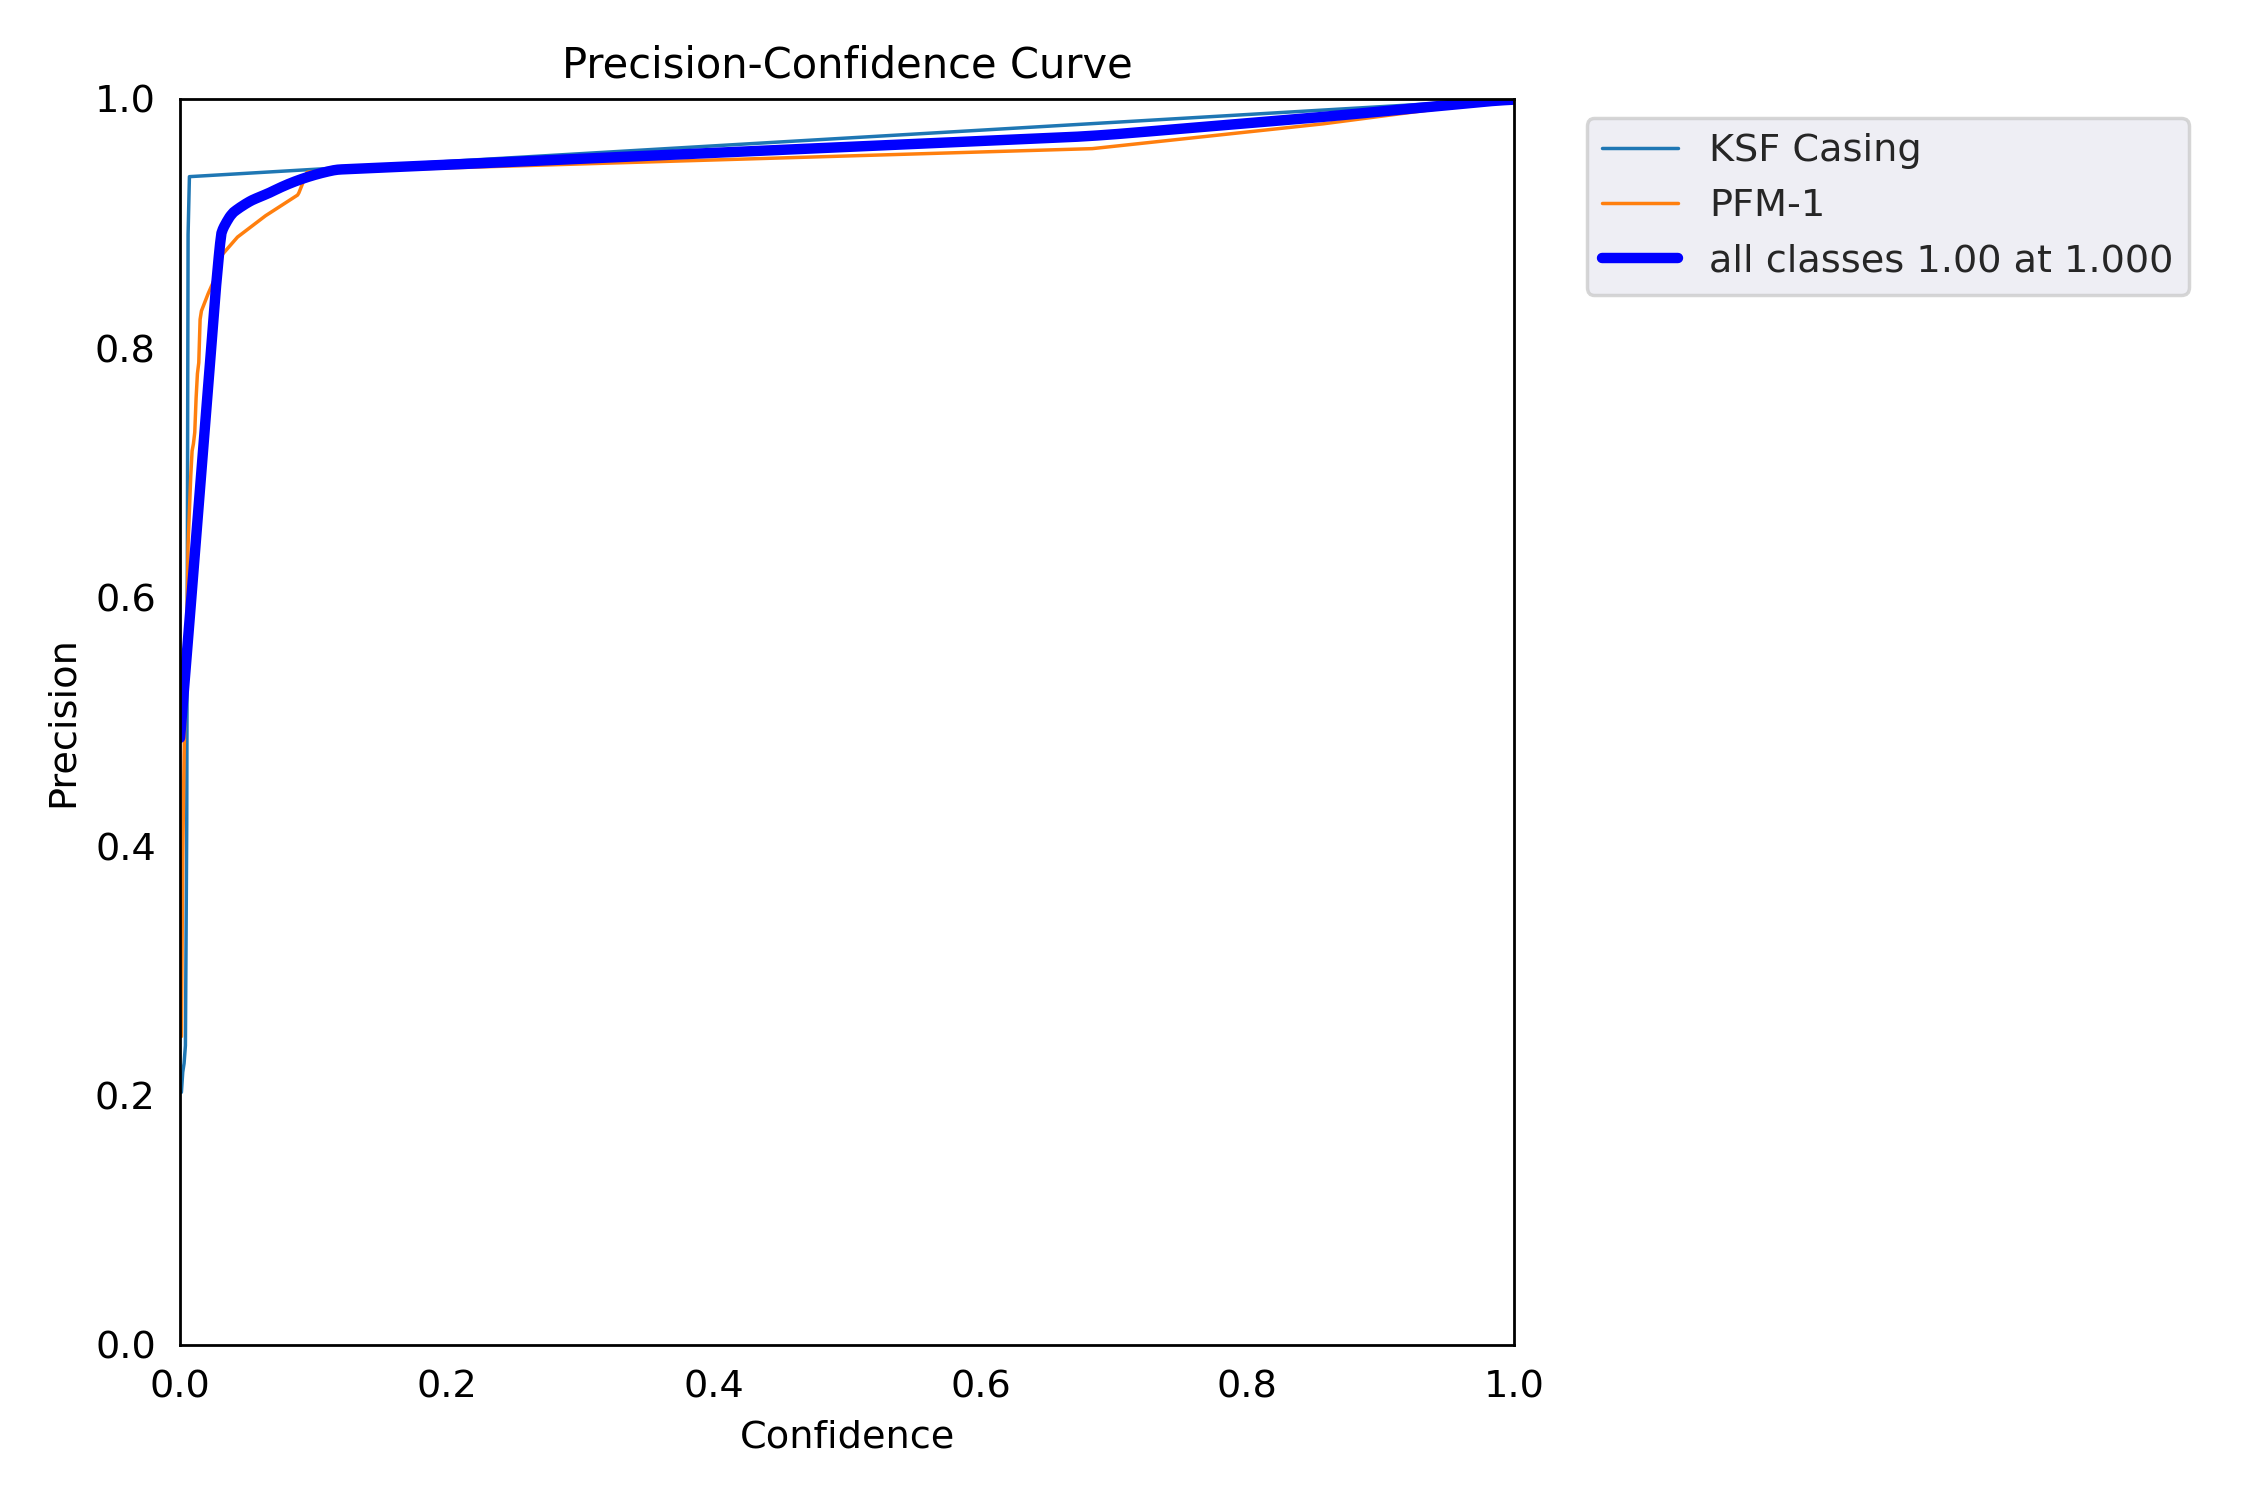 Precision-Confidence Curve
1.0
0.8
0.6
0.4
0.2
0.0
Precision
0.0 0.2 0.4 0.6 0.8 1.0
Confidence
KSF Casing
PFM-1
all classes 1.00 at 1.000